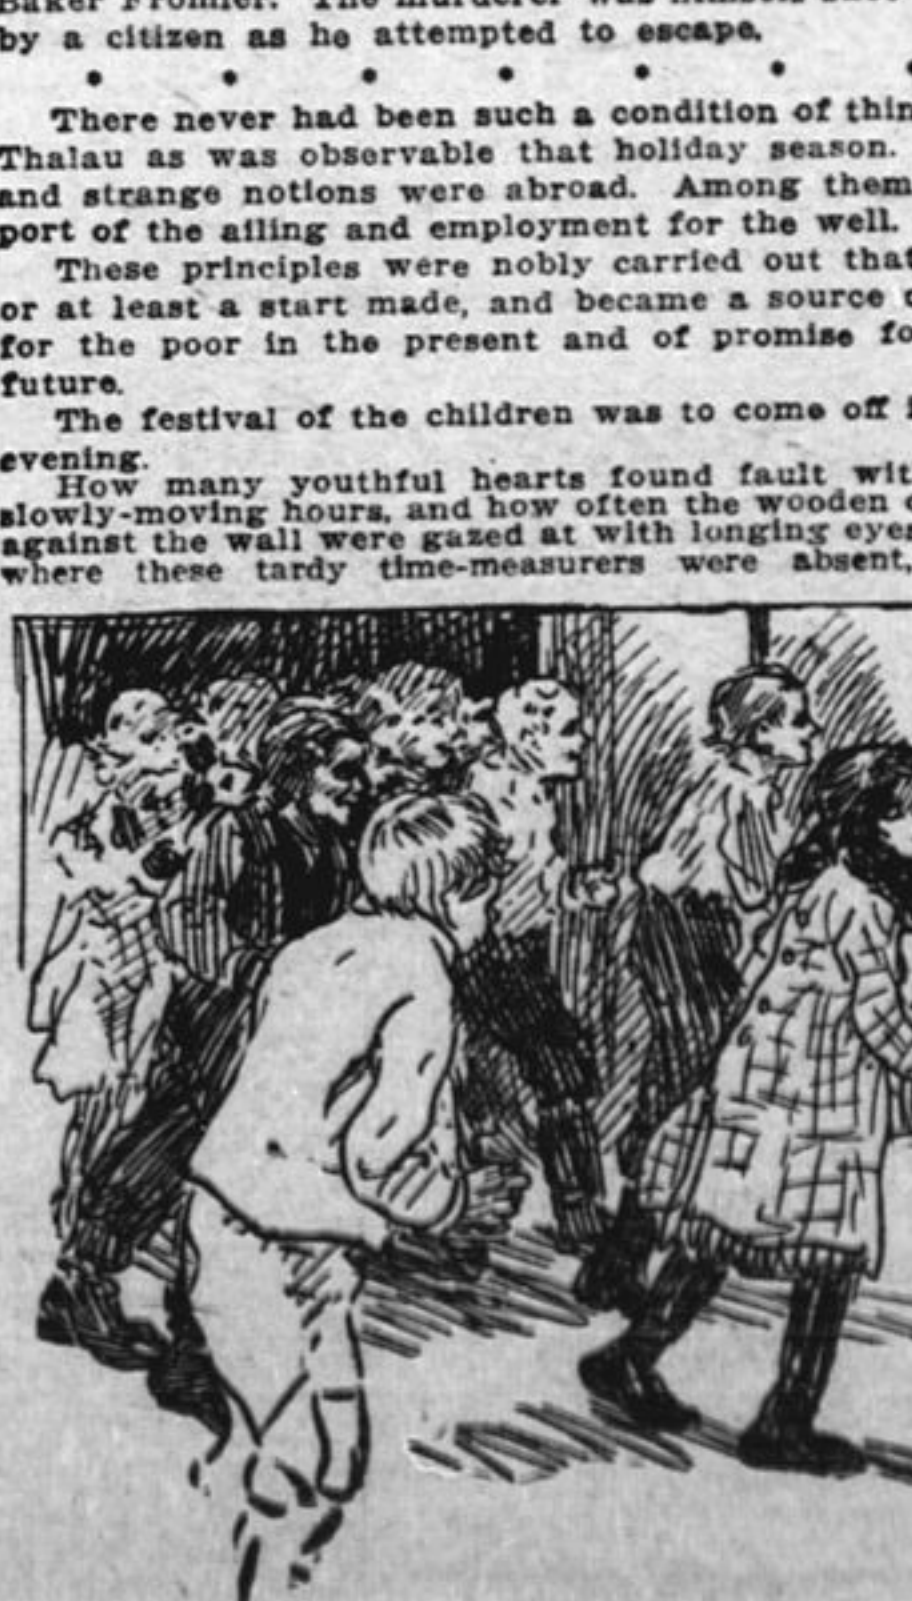 by a citizen as he attempted to escape.
There never had been such a condition of thin
Thalau as was observable that holiday season.
and strange notions were abroad. Among them
port of the ailing and employment for the well.
These principles were nobly carried out that
or at least a start made, and became a source
for the poor in the present and of promise fo
future.
The festival of the children was to come off
evening.
How many youthful hearts found fault wit
slowly-moving hours, and how often the wooden
against the wall were gazed at with longing eyes
where these tardy time-measurers were absent,